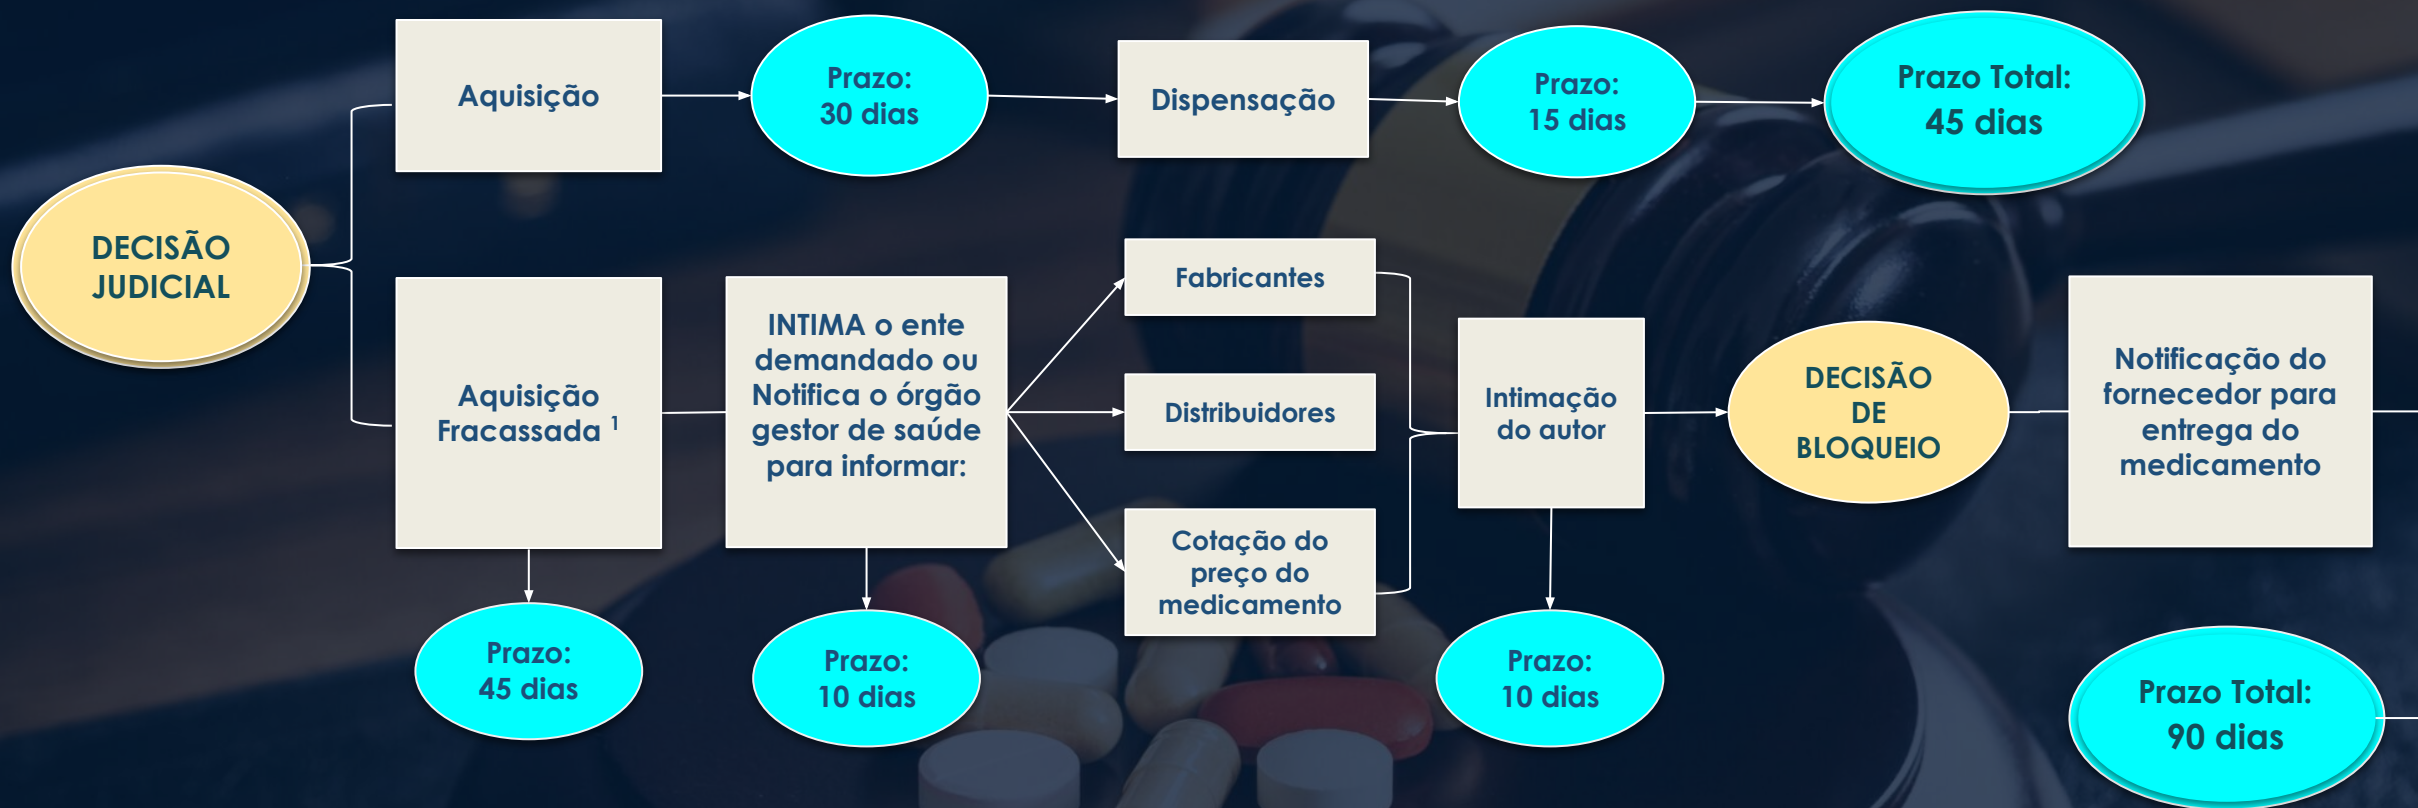 DECISÃO
JUDICIAL
Aquisição
Prazo:
30 dias
Dispensação
Prazo:
15 dias
Prazo Total:
45 dias
Aquisição
Fracassada ¹
Prazo:
45 dias
INTIMA o ente
demandado ou
Notifica o órgão
gestor de saúde
para informar:
Prazo:
10 dias
Fabricantes
Distribuidores
Cotação do
preço do
medicamento
Intimação
do autor
Prazo:
10 dias
DECISÃO
DE
BLOQUEIO
Notificação do
fornecedor para
entrega do
medicamento
Prazo Total:
90 dias